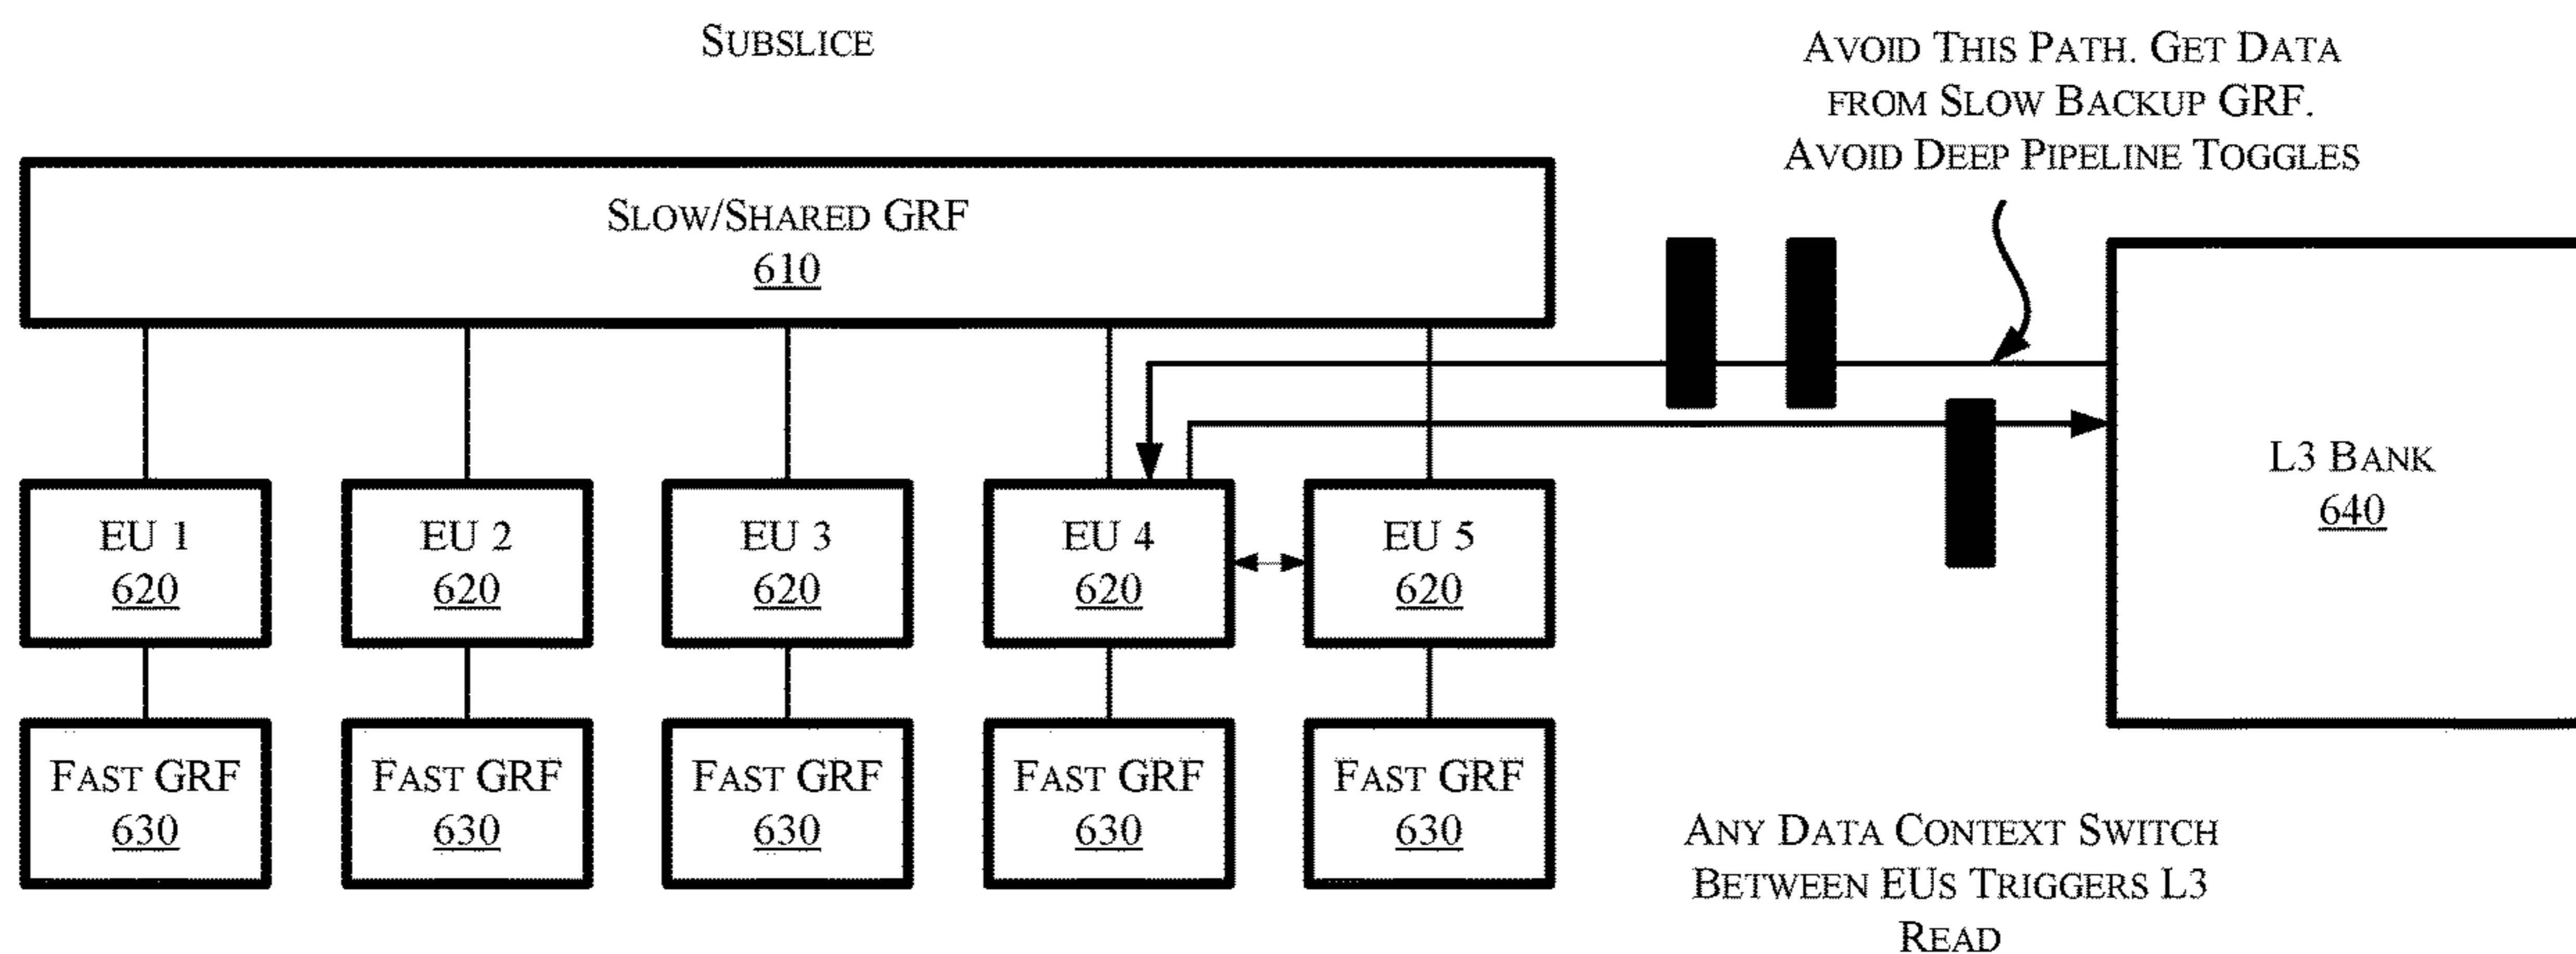 SUBSLICE
AVOID THIS PATH. GET DATA
FROM SLOW BACKUP GRF.
AVOID DEEP PIPELINE TOGGLES
SLOW/SHARED GRF
610
L3 BANK
640
EU 1
620
EU 2
620
EU 3
620
EU 4
620
EU 5
620
FAST GRF
630
FAST GRF
630
FAST GRF
630
FAST GRF
630
FAST GRF
630
ANY DATA CONTEXT SWITCH
BETWEEN EUS TRIGGERS L3
READ